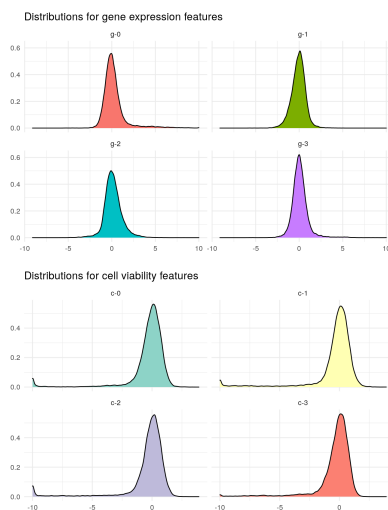 Distributions for gene expression features
g-0 g-1
0.6
0.4
0.2
0.0
g-2 g-3
0.6
0.4
0.2
0.0
-10 -5 0 5 10 -10 -5 0 5 10
Distributions for cell viability features
c-0 c-1
0.4
0.2
0.0
c-2 c-3
0.4
0.2
0.0
-10 -5 0 -10 -5 0